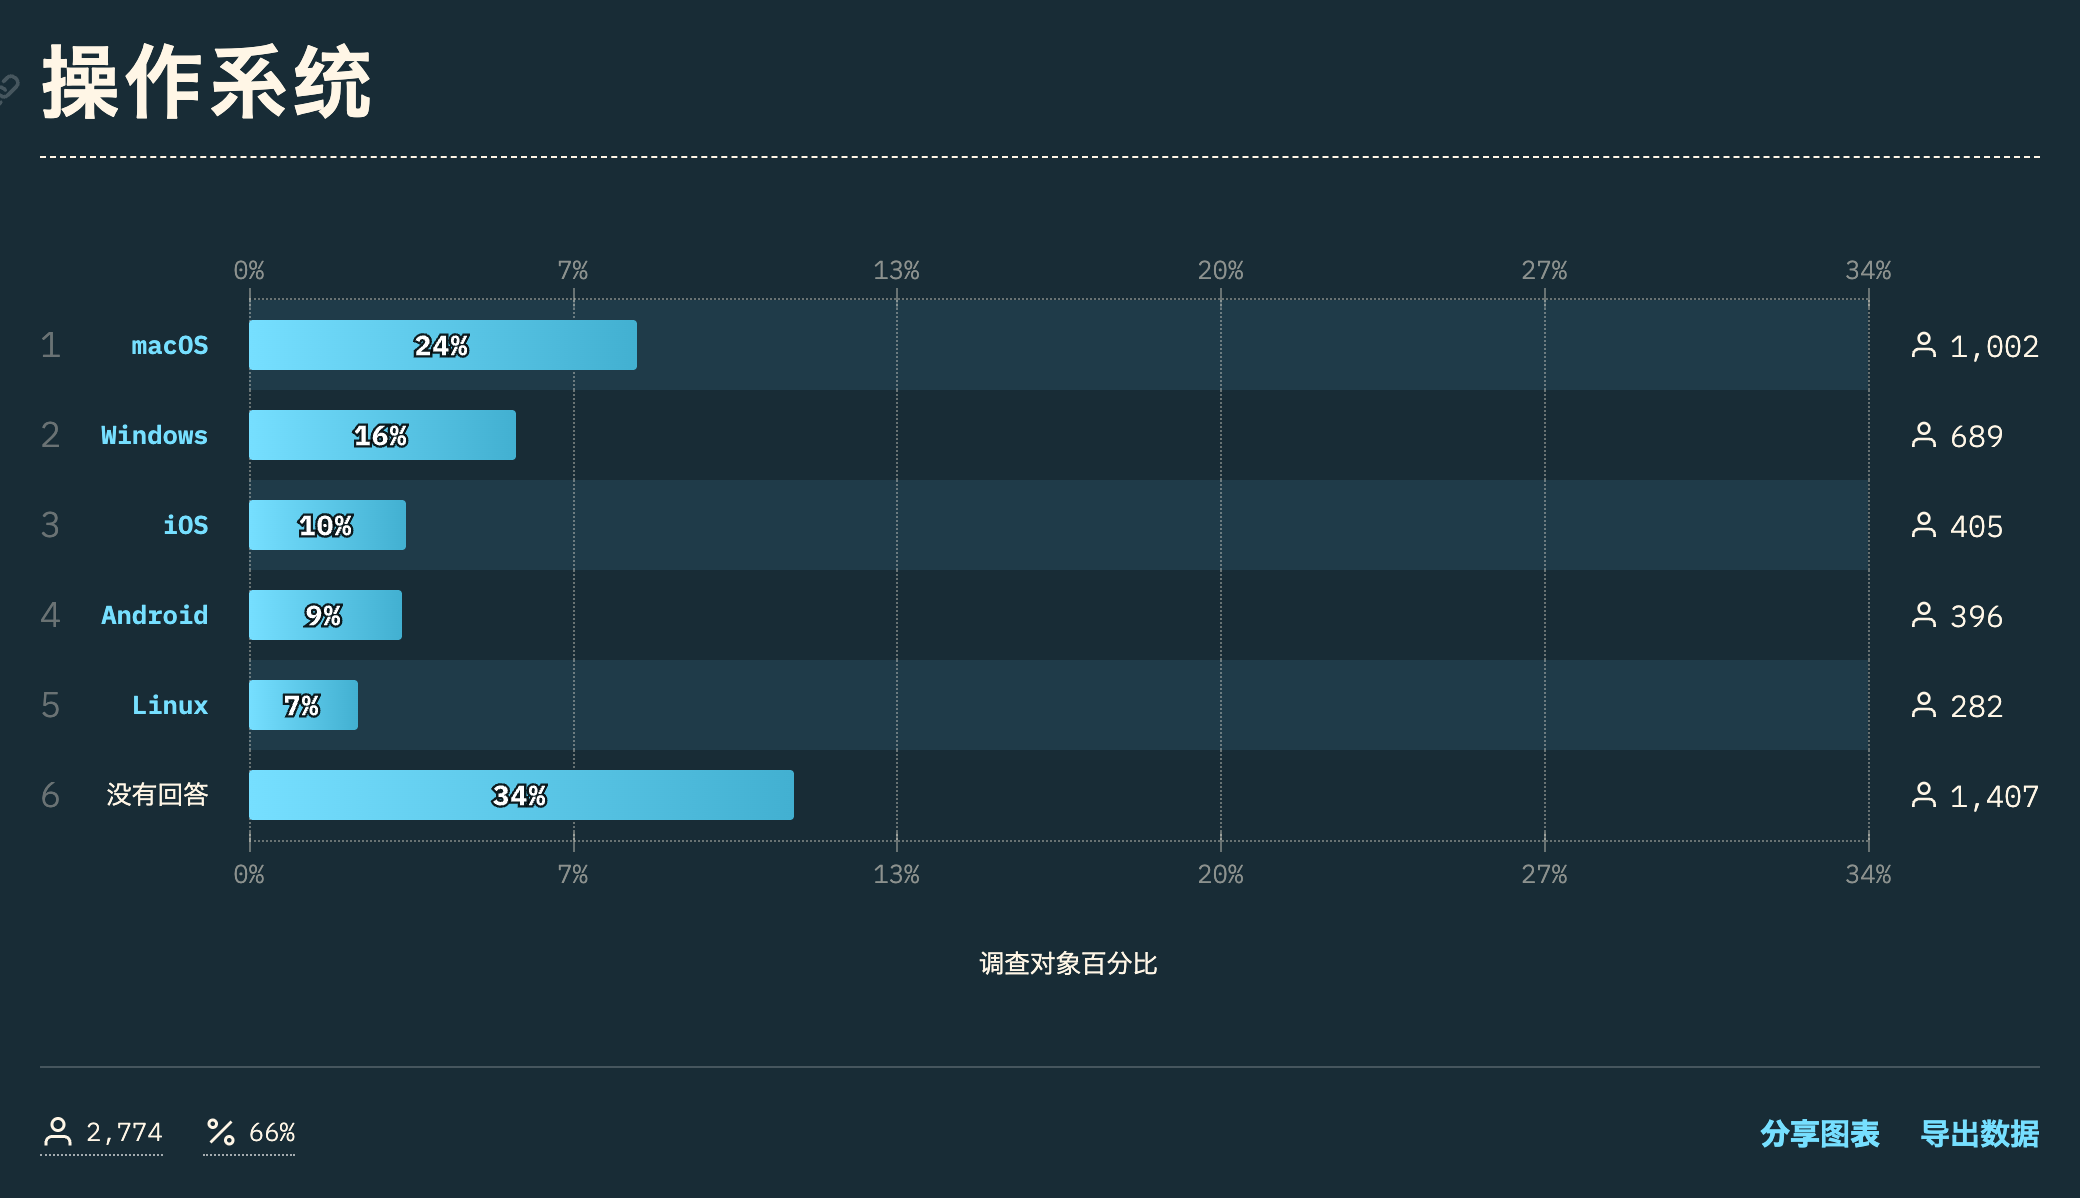 操作系统
0% 7% 13% 20% 27% 34%
1 macOS 24% 1,002
2 Windows 16% 689
3 iOS 10% 405
4 Android 9% 396
5 Linux 7% 282
6 没有回答 34% 1,407
0% 7% 13% 20% 27% 34%
调查对象百分比
2,774 66% 分享图表 导出数据